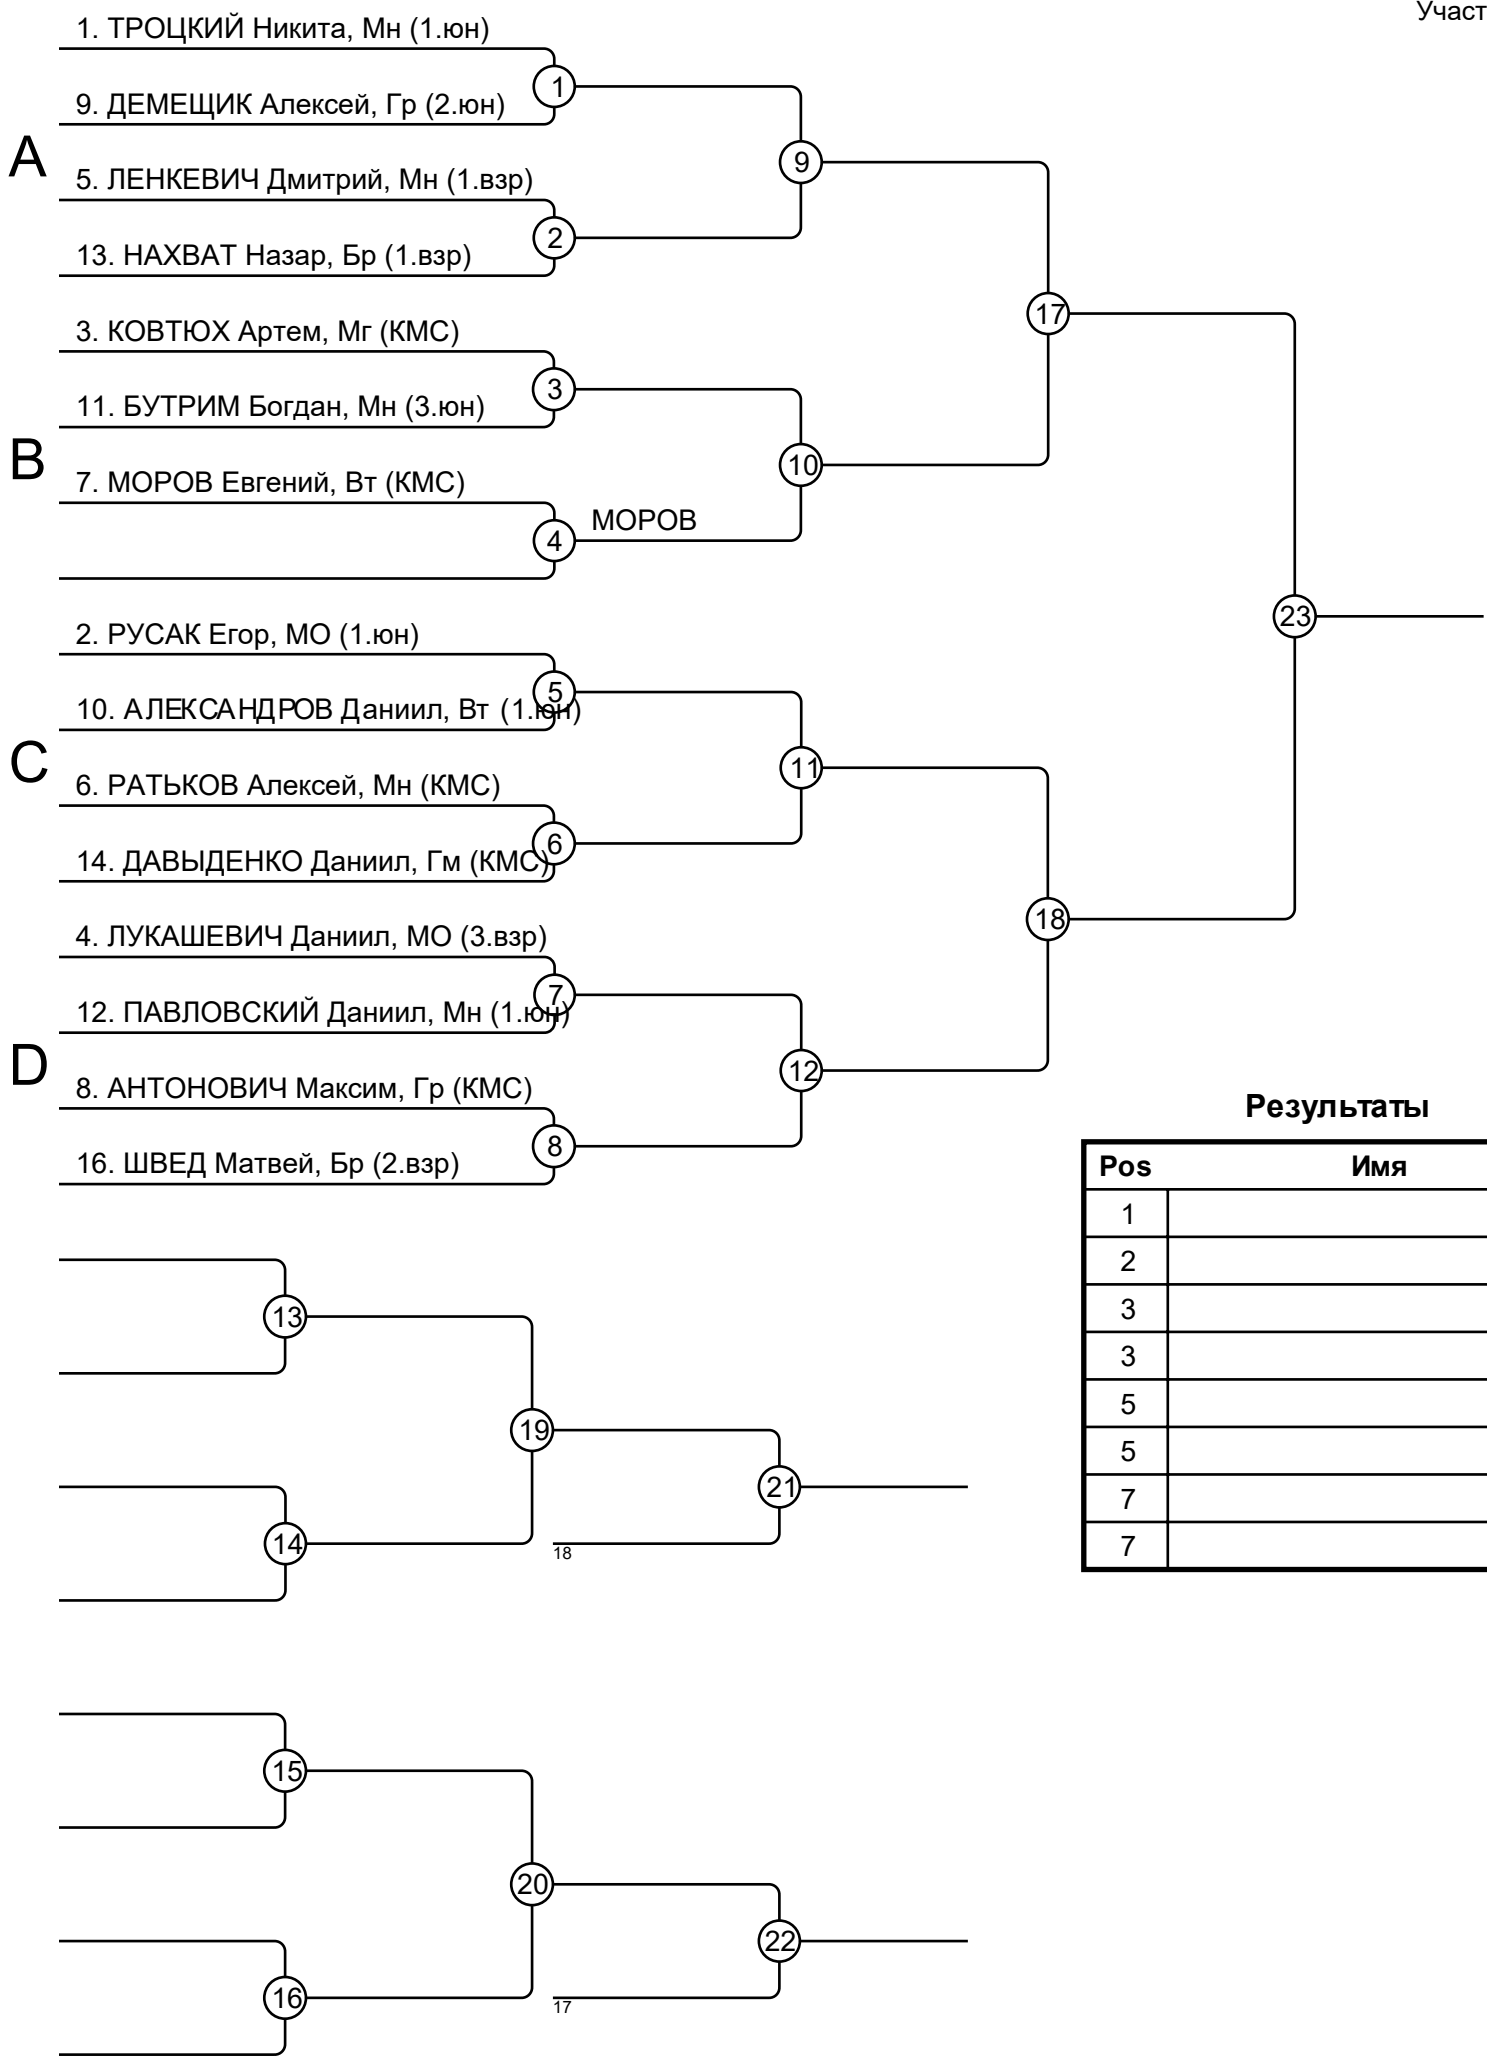 Участ
1. ТРОЦКИЙ Никита, Мн (1.юн)
1
9. ДЕМЕЩИК Алексей, Гр (2.юн)
A
9
5. ЛЕНКЕВИЧ Дмитрий, Мн (1.взр)
2
13. НАХВАТ Назар, Бр (1.взр)
17
3. КОВТЮХ Артем, Мг (КМС)
3
11. БУТРИМ Богдан, Мн (3.юн)
B
10
7. МОРОВ Евгений, Вт (КМС)
МОРОВ
4
23
2. РУСАК Егор, МО (1.юн)
5
10. АЛЕКСАНДРОВ Даниил, Вт (1.юн)
C
11
6. РАТЬКОВ Алексей, Мн (КМС)
6
14. ДАВЫДЕНКО Даниил, Гм (КМС)
18
4. ЛУКАШЕВИЧ Даниил, МО (3.взр)
7
12. ПАВЛОВСКИЙ Даниил, Мн (1.юн)
D
12
8. АНТОНОВИЧ Максим, Гр (КМС)
8
16. ШВЕД Матвей, Бр (2.взр)
Результаты
Pos Имя
1
2
3
3
5
5
7
7
13
19
21
14
18
15
20
22
16
17